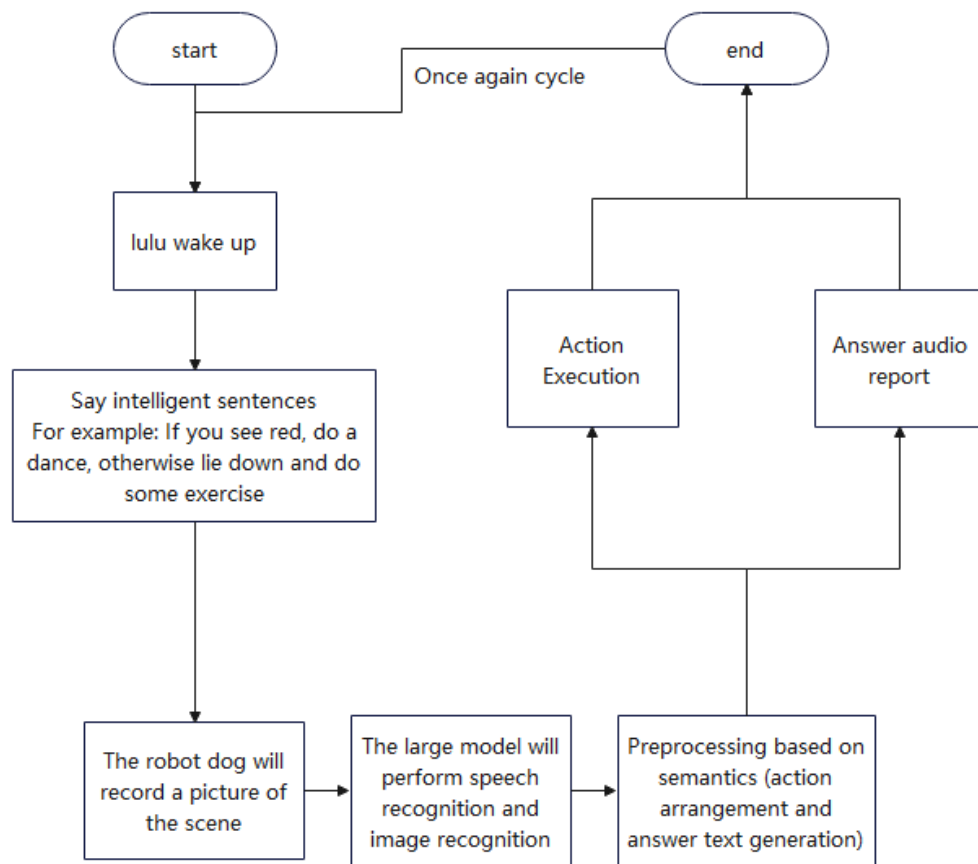 start
end
Once again cycle
lulu wake up
Say intelligent sentences
For example: If you see red, do a
dance, otherwise lie down and do
some exercise
The robot dog will
record a picture of
the scene
The large model will
perform speech
recognition and
image recognition
Preprocessing based on
semantics (action
arrangement and
answer text generation)
Action
Execution
Answer audio
report